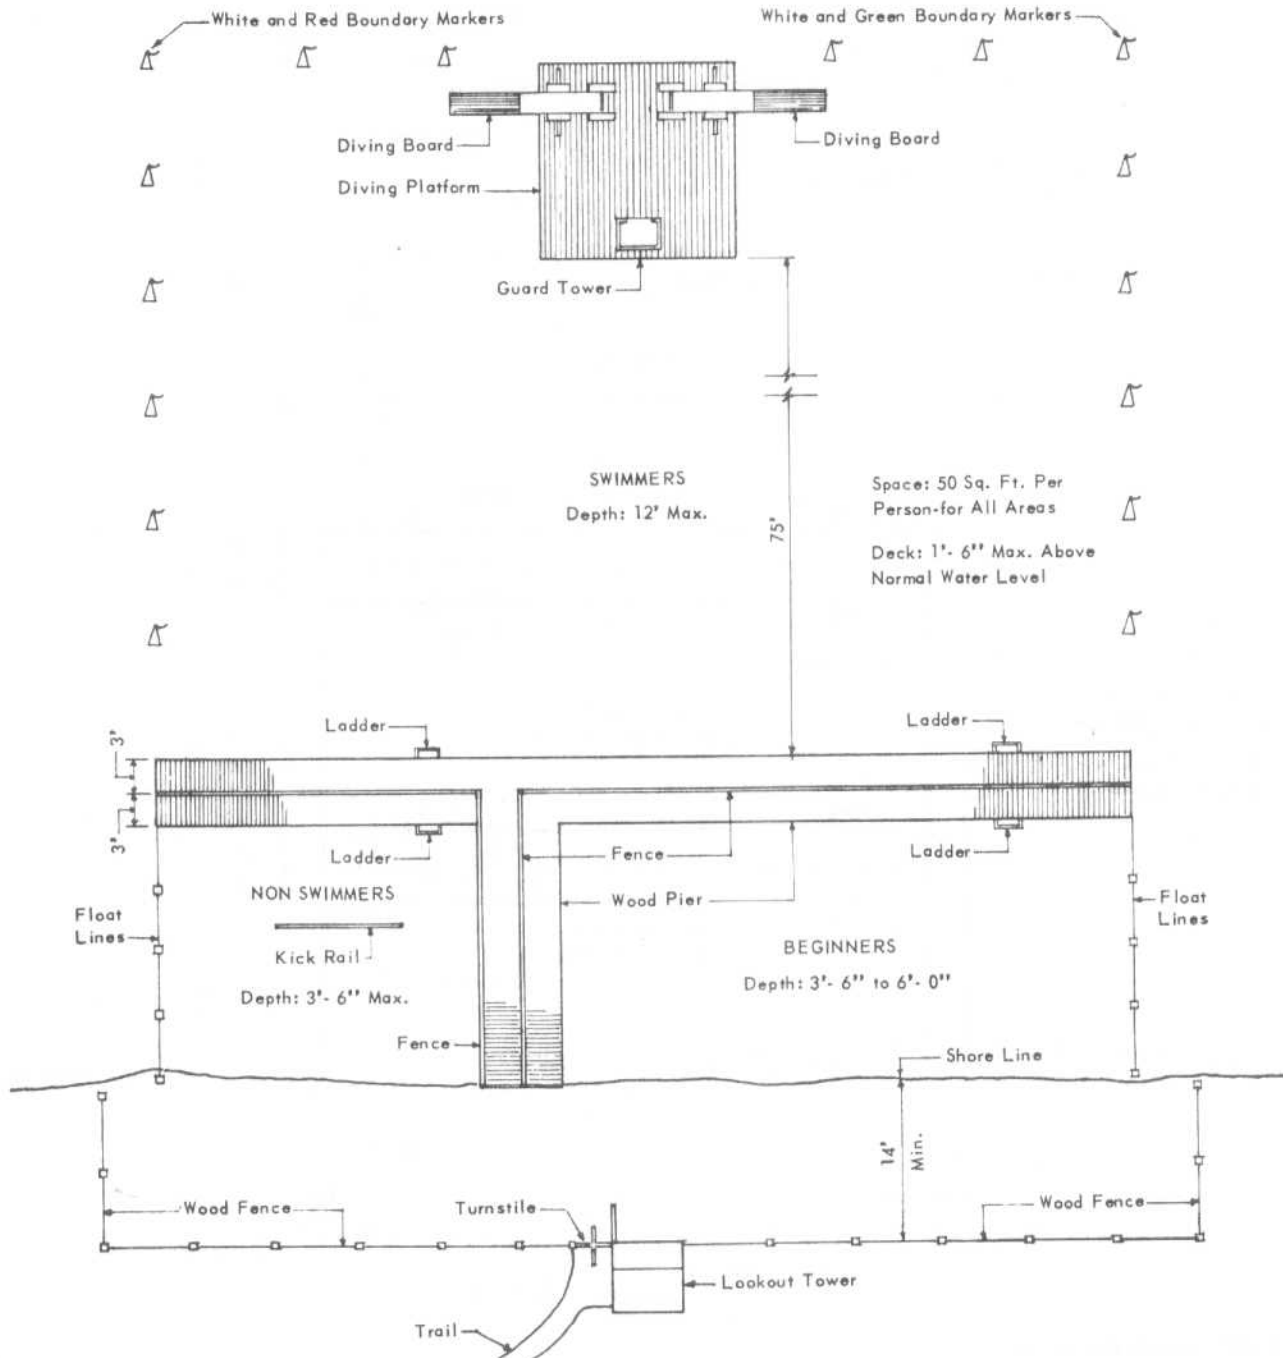 White and Red Boundary Markers
White and Green Boundary Markers
Diving Board
Diving Board
Diving Platform
Guard Tower
SWIMMERS
Depth: 12' Max.
75'
Space: 50 Sq. Ft. Per
Person-for All Areas
Deck: 1'- 6" Max. Above
Normal Water Level
Ladder
Ladder
3'
3'
Ladder
Fence
Ladder
NON SWIMMERS
Wood Pier
Float
Lines
Float
Lines
Kick Rail
BEGINNERS
Depth: 3'- 6" to 6'- 0"
Depth: 3'- 6" Max.
Fence
Shore Line
14'
Min.
Wood Fence
Turnstile
Wood Fence
Lookout Tower
Trail